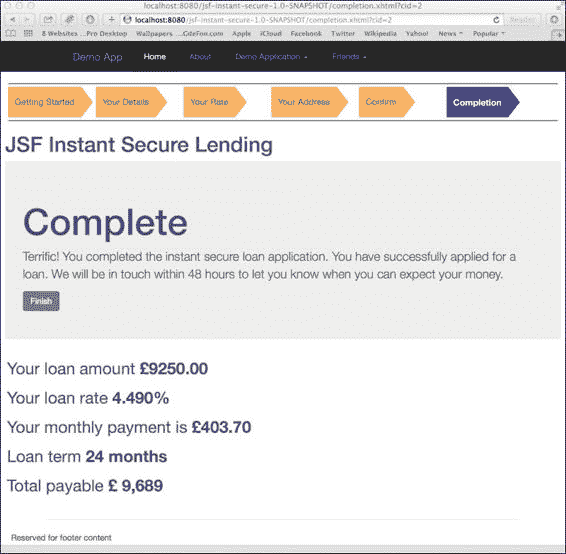 localhost:8080/jsf-instant-secure-1.0-SNAPSHOT/completion.xhtml?cid=2
localhost:8080/jsf-instant-secure-1.0-SNAPSHOT/completion.xhtml?cid=2
Reader
8 Websites ...Pro Desktop
Wallpapers ...GdeFon.com
Apple
iCloud
Facebook
Twitter
Wikipedia
Yahoo!
News
Popular
Demo App
Home
About
Demo Application
Friends
Getting Started
Your Details
Your Rate
Your Address
Confirm
Completion
JSF Instant Secure Lending
Complete
Terrific! You completed the instant secure loan application. You have successfully applied for a
loan. We will be in touch within 48 hours to let you know when you can expect your money.
Finish
Your loan amount £9250.00
Your loan rate 4.490%
Your monthly payment is £403.70
Loan term 24 months
Total payable £ 9,689
Reserved for footer content